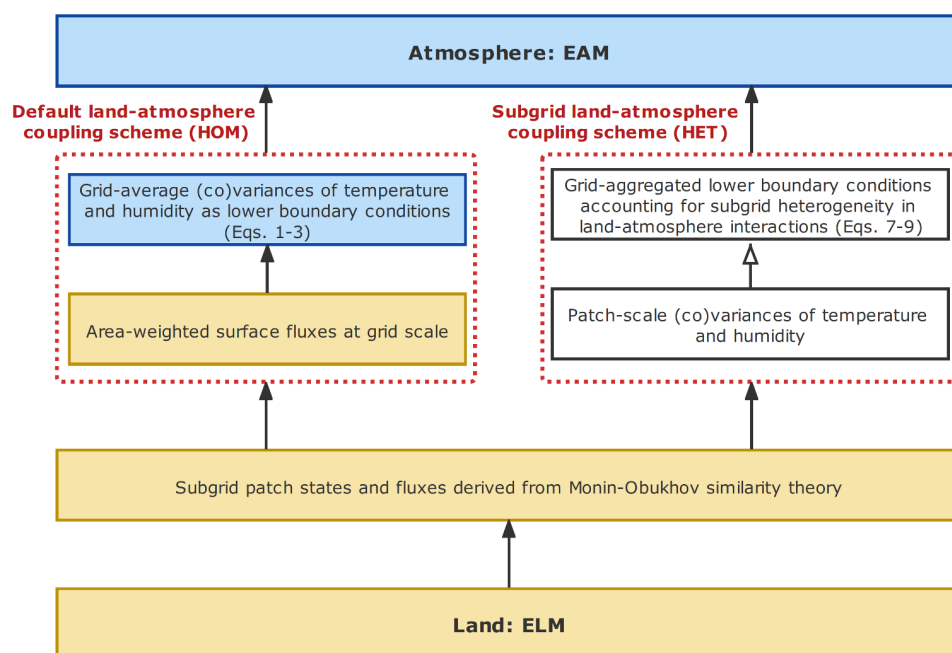 Atmosphere: EAM
Default land-atmosphere
coupling scheme (HOM)
Subgrid land-atmosphere
coupling scheme (HET)
Grid-average (co)variances of temperature
and humidity as lower boundary conditions
(Eqs. 1-3)
Grid-aggregated lower boundary conditions
accounting for subgrid heterogeneity in
land-atmosphere interactions (Eqs. 7-9)
Area-weighted surface fluxes at grid scale
Patch-scale (co)variances of temperature
and humidity
Subgrid patch states and fluxes derived from Monin-Obukhov similarity theory
Land: ELM